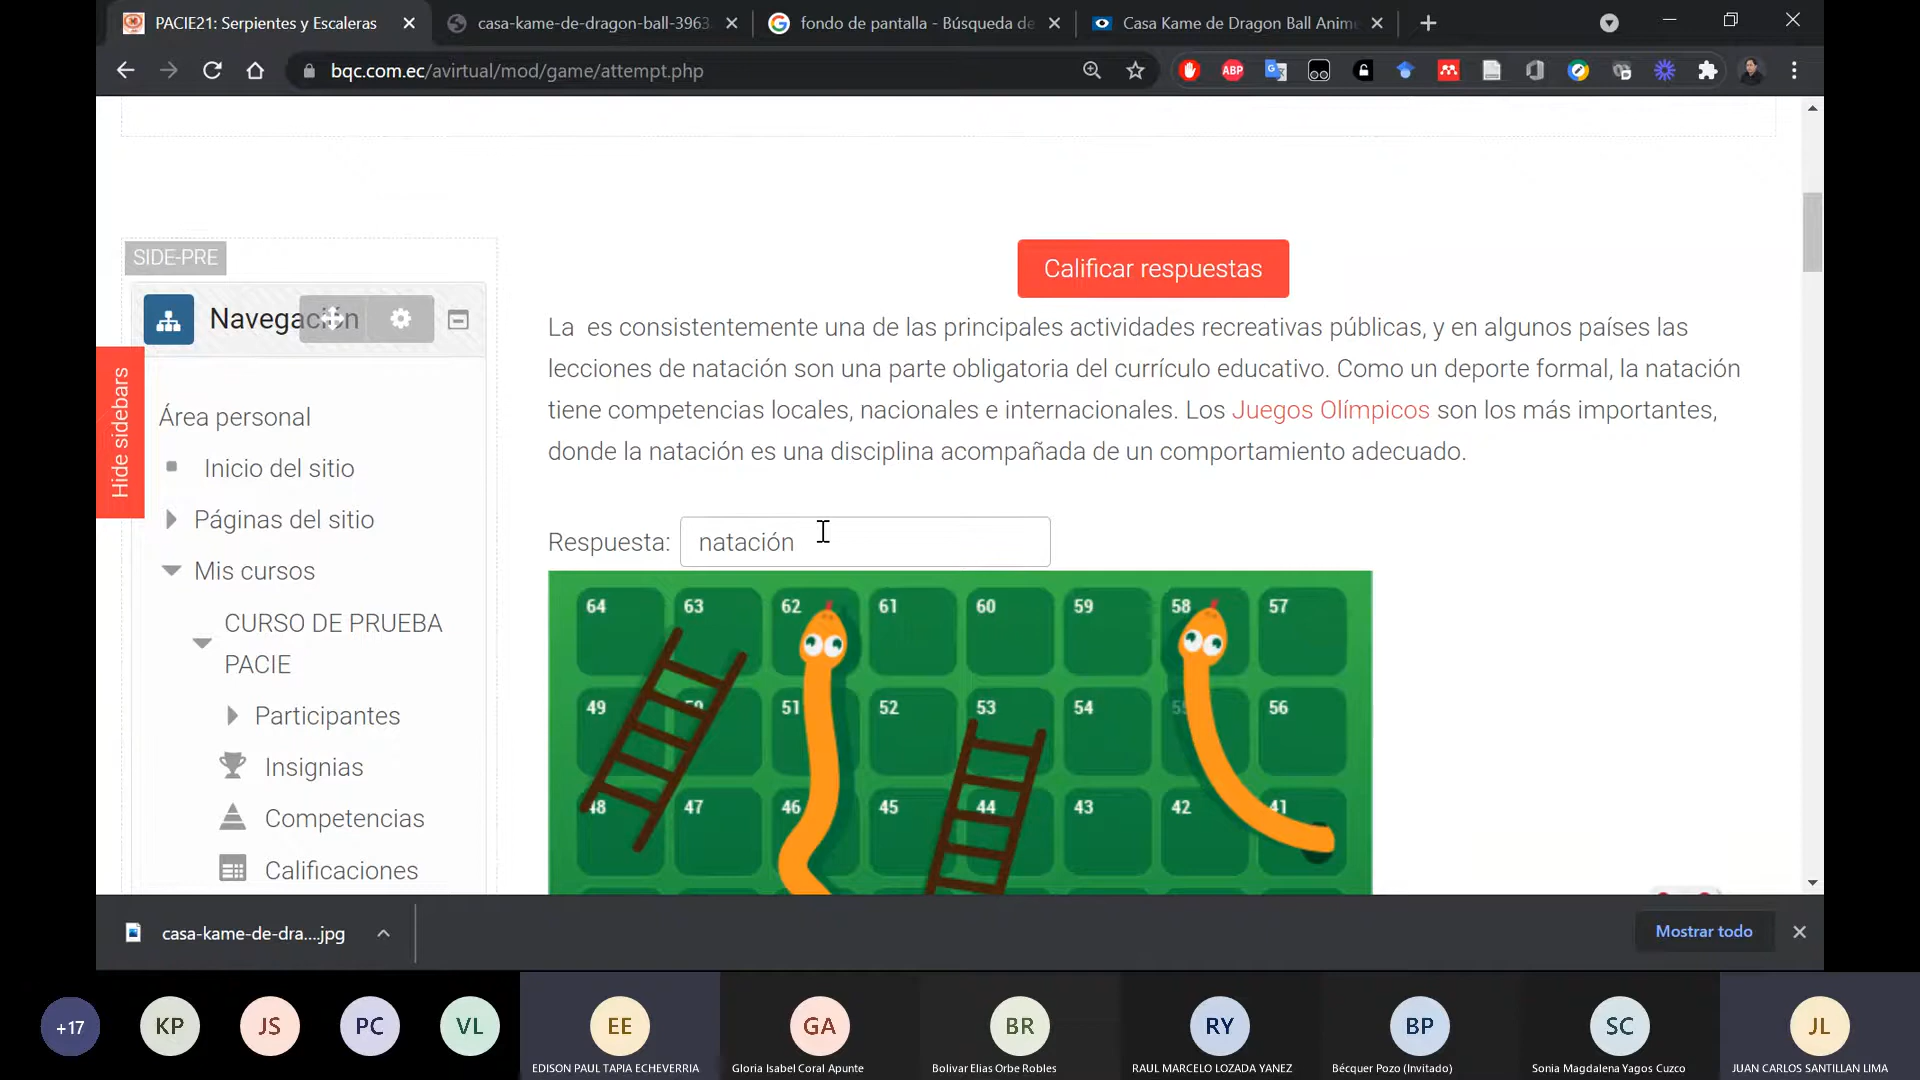 PACIE21: Serpientes y Escaleras
casa-kame-de-dragon-ball-3963
fondo de pantalla - Búsqueda de
Casa Kame de Dragon Ball Anim
bqc.com.ec/avirtual/mod/game/attempt.php
ABP
SIDE-PRE
Navegación
Hide sidebars
Área personal
Inicio del sitio
Páginas del sitio
Mis cursos
CURSO DE PRUEBA
PACIE
Participantes
Insignias
Competencias
Calificaciones
Calificar respuestas
La es consistentemente una de las principales actividades recreativas públicas, y en algunos países las
lecciones de natación son una parte obligatoria del currículo educativo. Como un deporte formal, la natación
tiene competencias locales, nacionales e internacionales. Los Juegos Olímpicos son los más importantes,
donde la natación es una disciplina acompañada de un comportamiento adecuado.
Respuesta: natación
64 63 62 61 60 59 58 57
49 50 51 52 53 54 55 56
48 47 46 45 44 43 42 41
casa-kame-de-dra....jpg
Mostrar todo
+17 KP JS PC VL EE GA BR RY BP SC JL
EDISON PAUL TAPIA ECHEVERRIA
Gloria Isabel Coral Apunte
Bolivar Elias Orbe Robles
RAUL MARCELO LOZADA YANEZ
Bécquer Pozo (Invitado)
Sonia Magdalena Yagos Cuzco
JUAN CARLOS SANTILLAN LIMA